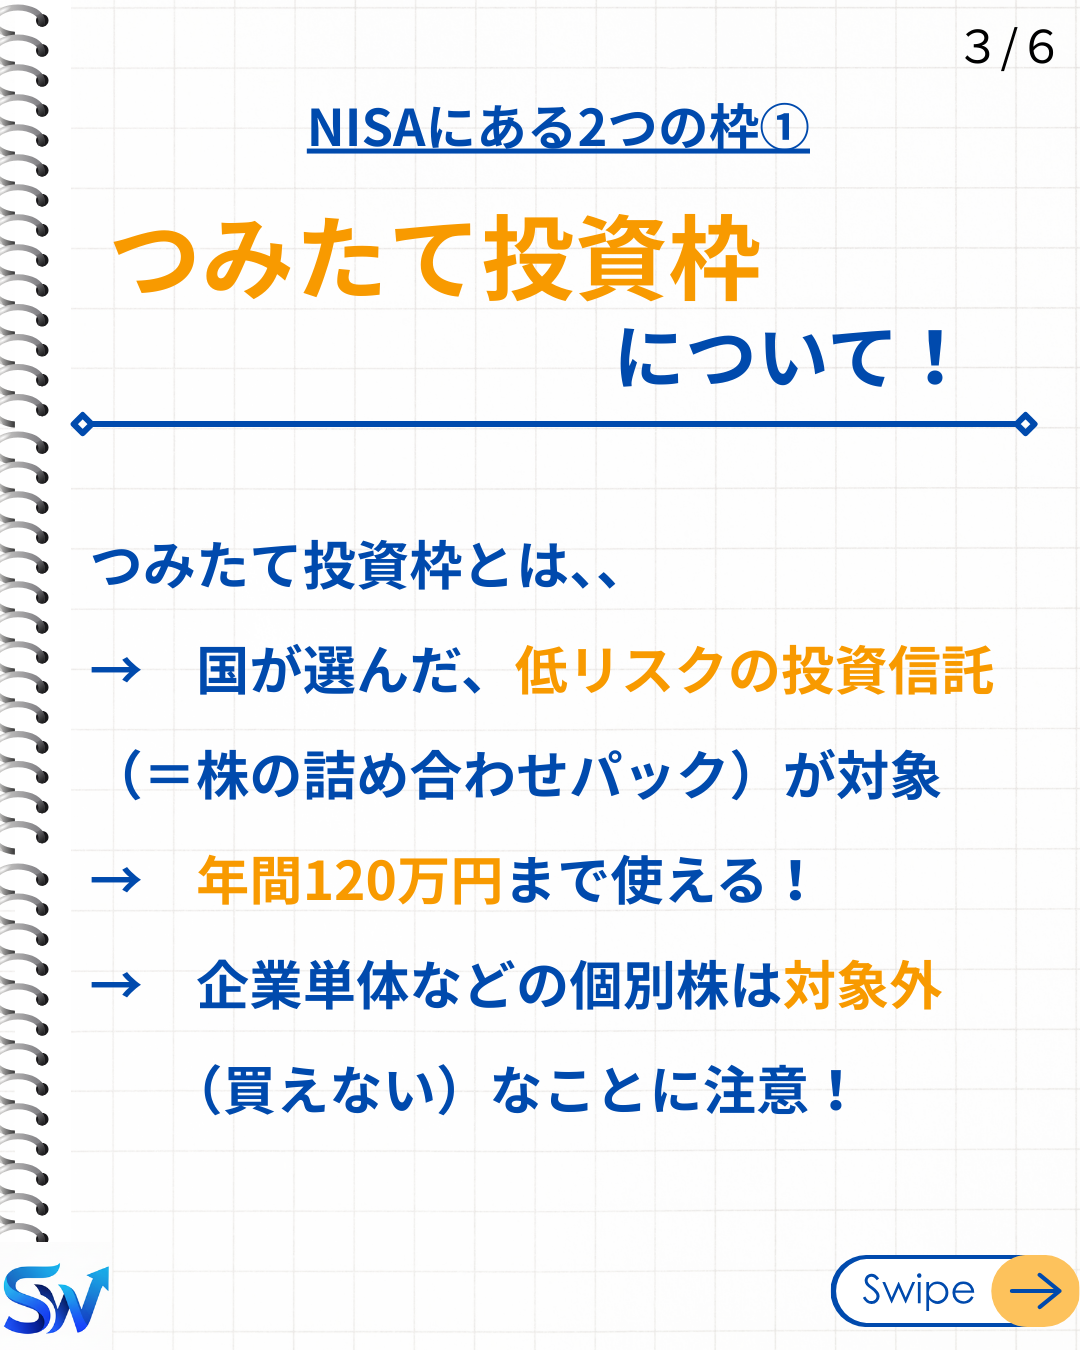 3/6
NISAにある2つの枠①
つみたて投資枠
について！
つみたて投資枠とは、、
→　国が選んだ、低リスクの投資信託
（＝株の詰め合わせパック）が対象
→　年間120万円まで使える！
→　企業単体などの個別株は対象外
（買えない）なことに注意！
SW
Swipe